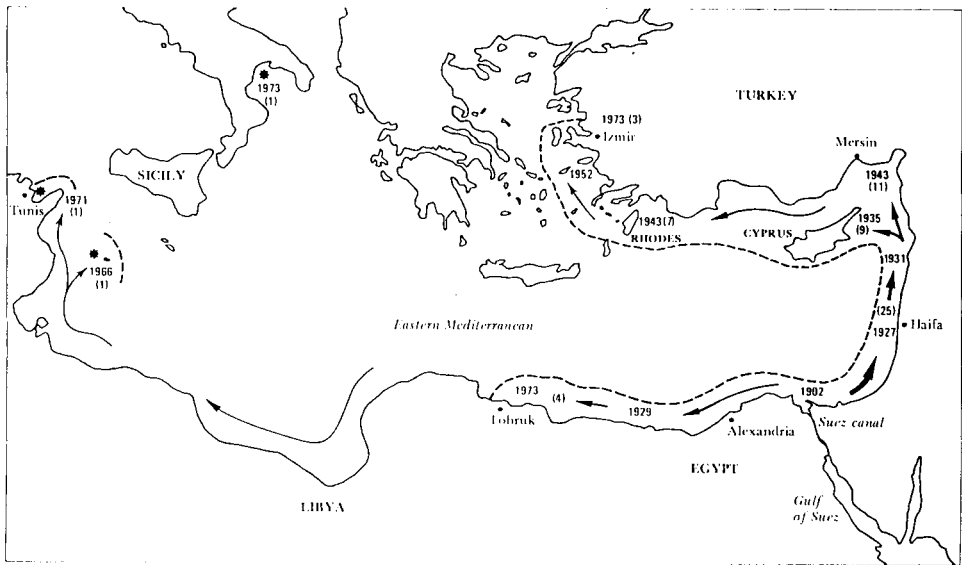 1973
(1)
TURKEY
1973 (3)
Izmir
Mersin
SICILY
1952
1943
(11)
Tunis
1971
(1)
1943(7)
RHODES
CYPRUS
1935
(9)
1966
(1)
1931
Eastern Mediterranean
(25)
1927
Haifa
1973
(4)
1929
1902
Tobruk
Alexandria
Suez canal
EGYPT
LIBYA
Gulf
of Suez